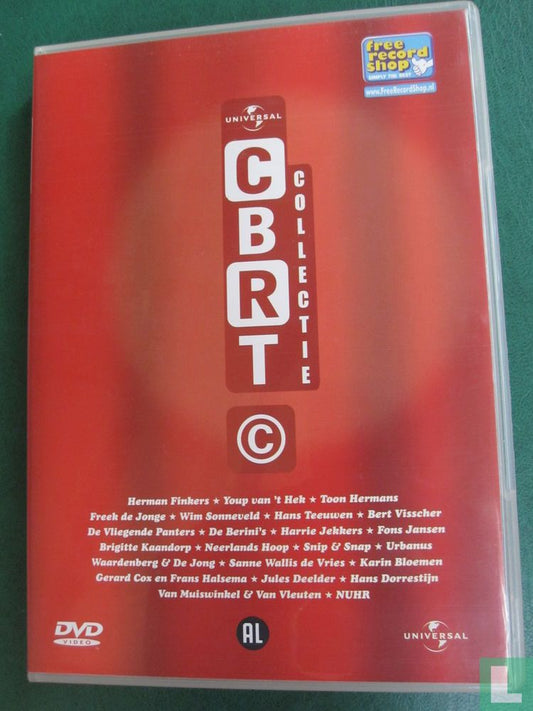 free
record
shop
SIMPLY THE BEST
www.FreeRecordShop.nl
UNIVERSAL
CBRT
COLLECTIE
©
Herman Finkers ★ Youp van 't Hek ★ Toon Hermans
Freek de Jonge ★ Wim Sonneveld ★ Hans Teeuwen ★ Bert Visscher
De Vliegende Panters ★ De Berini's ★ Harrie Jekkers ★ Fons Jansen
Brigitte Kaandorp ★ Neerlands Hoop ★ Snip & Snap ★ Urbanus
Waardenberg & De Jong ★ Sanne Wallis de Vries ★ Karin Bloemen
Gerard Cox en Frans Halsema ★ Jules Deelder ★ Hans Dorrestijn
Van Muiswinkel & Van Vleuten ★ NUHR
DVD
VIDEO
AL
UNIVERSAL
L